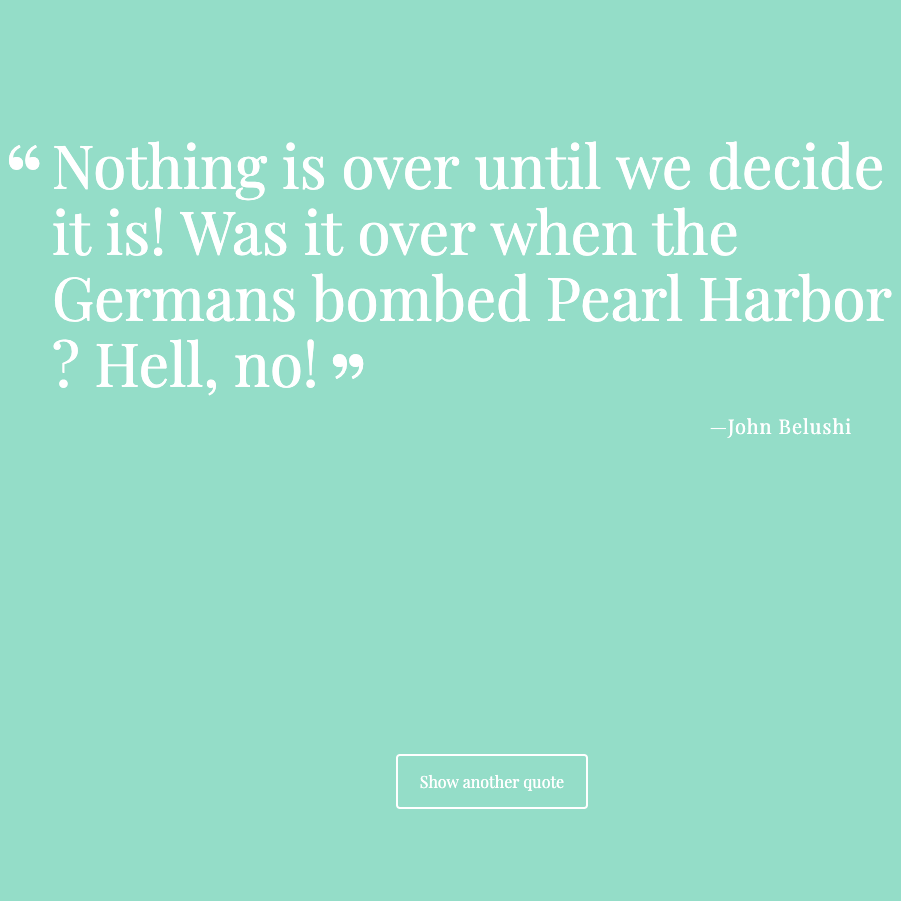 “ Nothing is over until we decide
it is! Was it over when the
Germans bombed Pearl Harbor
? Hell, no! ”
—John Belushi
Show another quote